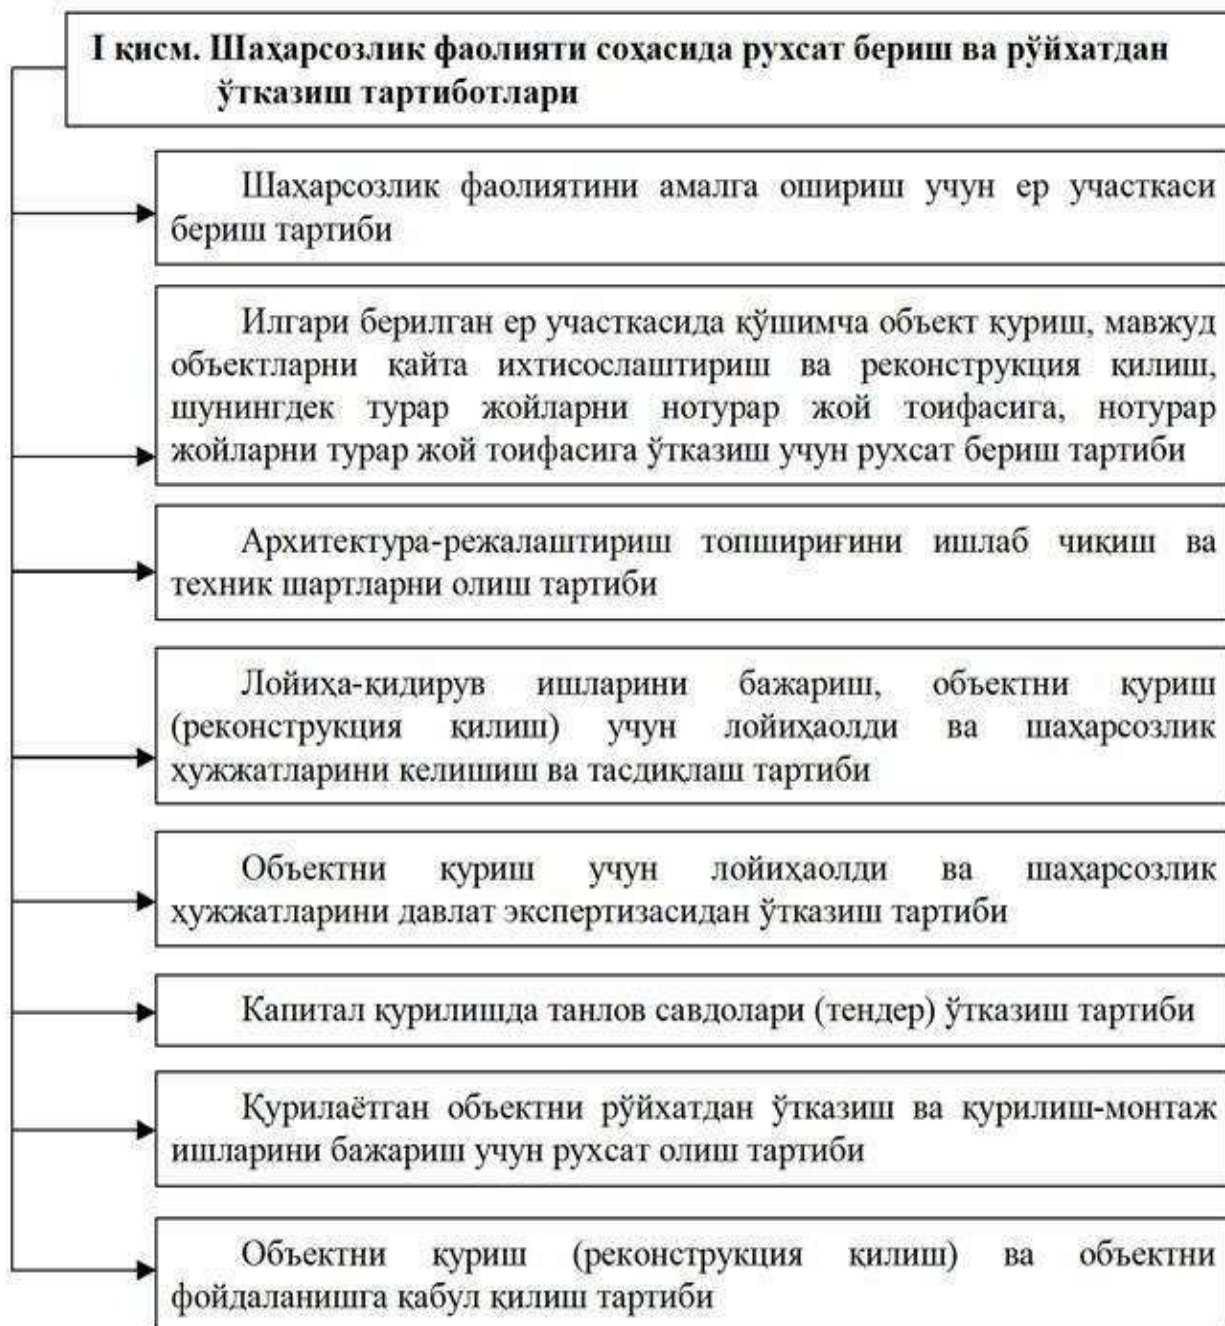 I қисм. Шаҳарсозлик фаолияти соҳасида рухсат бериш ва рўйхатдан
ўтказиш тартиботлари
Шаҳарсозлик фаолиятини амалга ошириш учун ер участкаси
бериш тартиби
Илгари берилган ер участкасида қўшимча объект қуриш, мавжуд
объектларни қайта ихтисослаштириш ва реконструкция қилиш,
шунингдек турар жойларни нотурар жой тоифасига, нотурар
жойларни турар жой тоифасига ўтказиш учун рухсат бериш тартиби
Архитектура-режалаштириш топшириғини ишлаб чиқиш ва
техник шартларни олиш тартиби
Лойиҳа-қидирув ишларини бажариш, объектни қуриш
(реконструкция қилиш) учун лойиҳаолди ва шаҳарсозлик
ҳужжатларини келишиш ва тасдиқлаш тартиби
Объектни қуриш учун лойиҳаолди ва шаҳарсозлик
ҳужжатларини давлат экспертизасидан ўтказиш тартиби
Капитал қурилишда танлов савдолари (тендер) ўтказиш тартиби
Қурилаётган объектни рўйхатдан ўтказиш ва қурилиш-монтаж
ишларини бажариш учун рухсат олиш тартиби
Объектни қуриш (реконструкция қилиш) ва объектни
фойдаланишга қабул қилиш тартиби